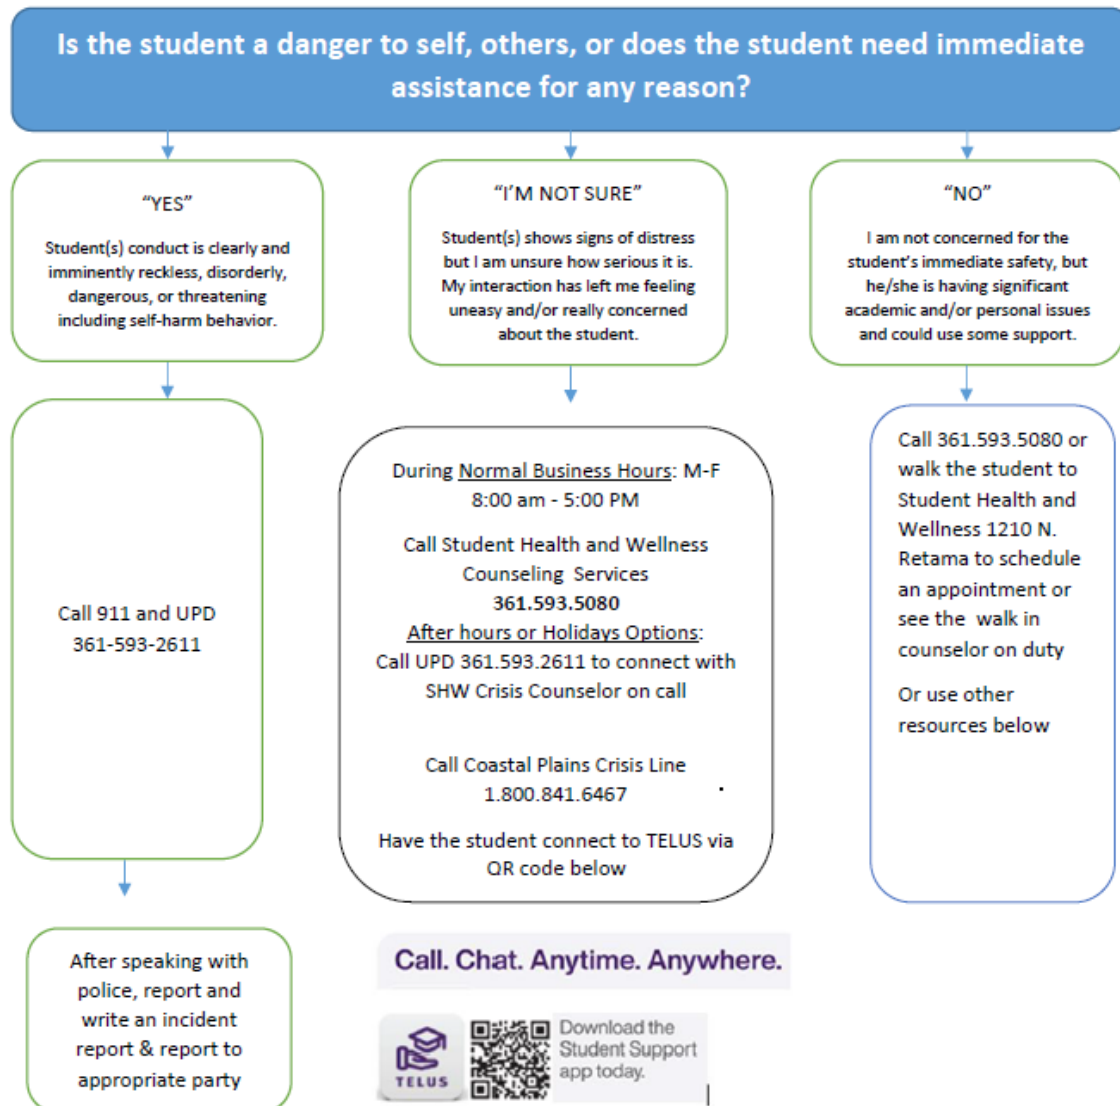 Is the student a danger to self, others, or does the student need immediate
assistance for any reason?
“YES”
Student(s) conduct is clearly and
imminently reckless, disorderly,
dangerous, or threatening
including self-harm behavior.
“I’M NOT SURE”
Student(s) shows signs of distress
but I am unsure how serious it is.
My interaction has left me feeling
uneasy and/or really concerned
about the student.
“NO”
I am not concerned for the
student’s immediate safety, but
he/she is having significant
academic and/or personal issues
and could use some support.
Call 911 and UPD
361-593-2611
During Normal Business Hours: M-F
8:00 am - 5:00 PM
Call Student Health and Wellness
Counseling Services
361.593.5080
After hours or Holidays Options:
Call UPD 361.593.2611 to connect with
SHW Crisis Counselor on call
Call Coastal Plains Crisis Line
1.800.841.6467
Have the student connect to TELUS via
QR code below
Call 361.593.5080 or
walk the student to
Student Health and
Wellness 1210 N.
Retama to schedule
an appointment or
see the walk in
counselor on duty
Or use other
resources below
After speaking with
police, report and
write an incident
report & report to
appropriate party
Call. Chat. Anytime. Anywhere.
TELUS
Download the
Student Support
app today.